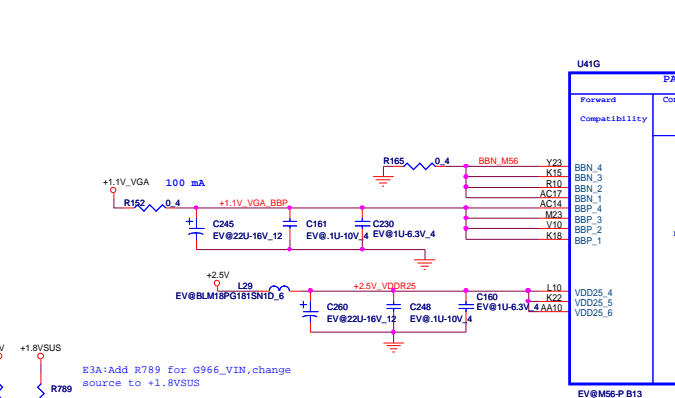 U41G
PA
Forward
Co
Compatibility
R165
0_4
BBN_M56
Y23
BBN_4
K15
BBN_3
R10
BBN_2
AC17
BBN_1
+1.1V_VGA
100 mA
R152
0_4
+1.1V_VGA_BBP
AC14
BBP_4
M23
BBP_3
V10
BBP_2
K18
BBP_1
+
C245
EV@22U-16V_12
C161
EV@.1U-10V_4
C230
EV@1U-6.3V_4
+2.5V
L29
EV@BLM18PG181SN1D_6
+2.5V_VDDR25
L10
VDD25_4
K22
VDD25_5
AA10
VDD25_6
+
C260
EV@22U-16V_12
C248
EV@.1U-10V_4
C160
EV@1U-6.3V_4
V
+1.8VSUS
E3A:Add R789 for G966_VIN,change
source to +1.8VSUS
R789
EV@M56-P B13